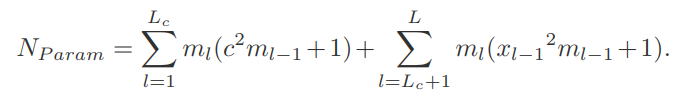 N_{Param} = \sum_{l=1}^{L_c} m_l(c^2 m_{l-1}+1) + \sum_{l=L_c+1}^{L} m_l(x_{l-1}{}^2 m_{l-1}+1).